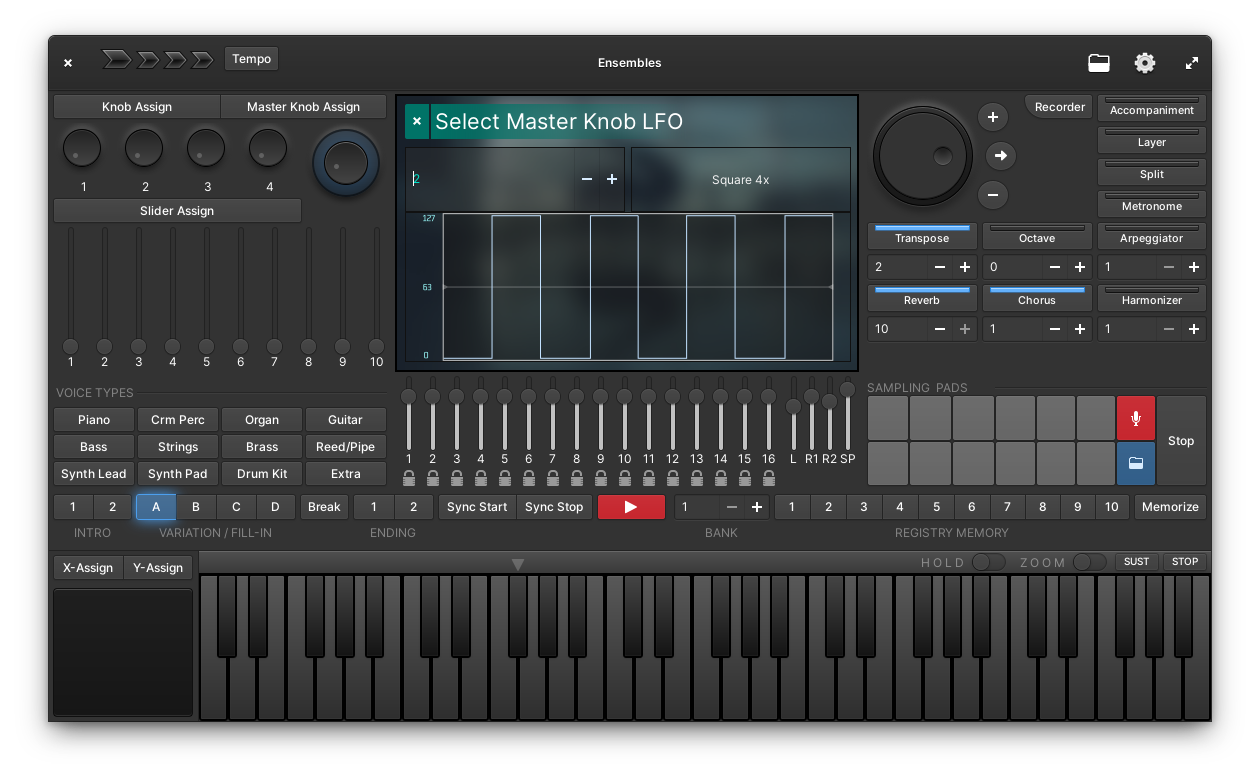 Tempo
Ensembles
Knob Assign
Master Knob Assign
1 2 3 4
Slider Assign
1 2 3 4 5 6 7 8 9 10
VOICE TYPES
Piano Crm Perc Organ Guitar
Bass Strings Brass Reed/Pipe
Synth Lead Synth Pad Drum Kit Extra
Select Master Knob LFO
2
Square 4x
127
63
0
1 2 3 4 5 6 7 8 9 10 11 12 13 14 15 16 L R1 R2 SP
Recorder
Accompaniment
Layer
Split
Metronome
Transpose Octave Arpeggiator
2 0 1
Reverb Chorus Harmonizer
10 1 1
SAMPLING PADS
Stop
1 2 A B C D Break 1 2 Sync Start Sync Stop 1 1 2 3 4 5 6 7 8 9 10 Memorize
INTRO VARIATION / FILL-IN ENDING BANK REGISTRY MEMORY
X-Assign Y-Assign
HOLD ZOOM SUST STOP